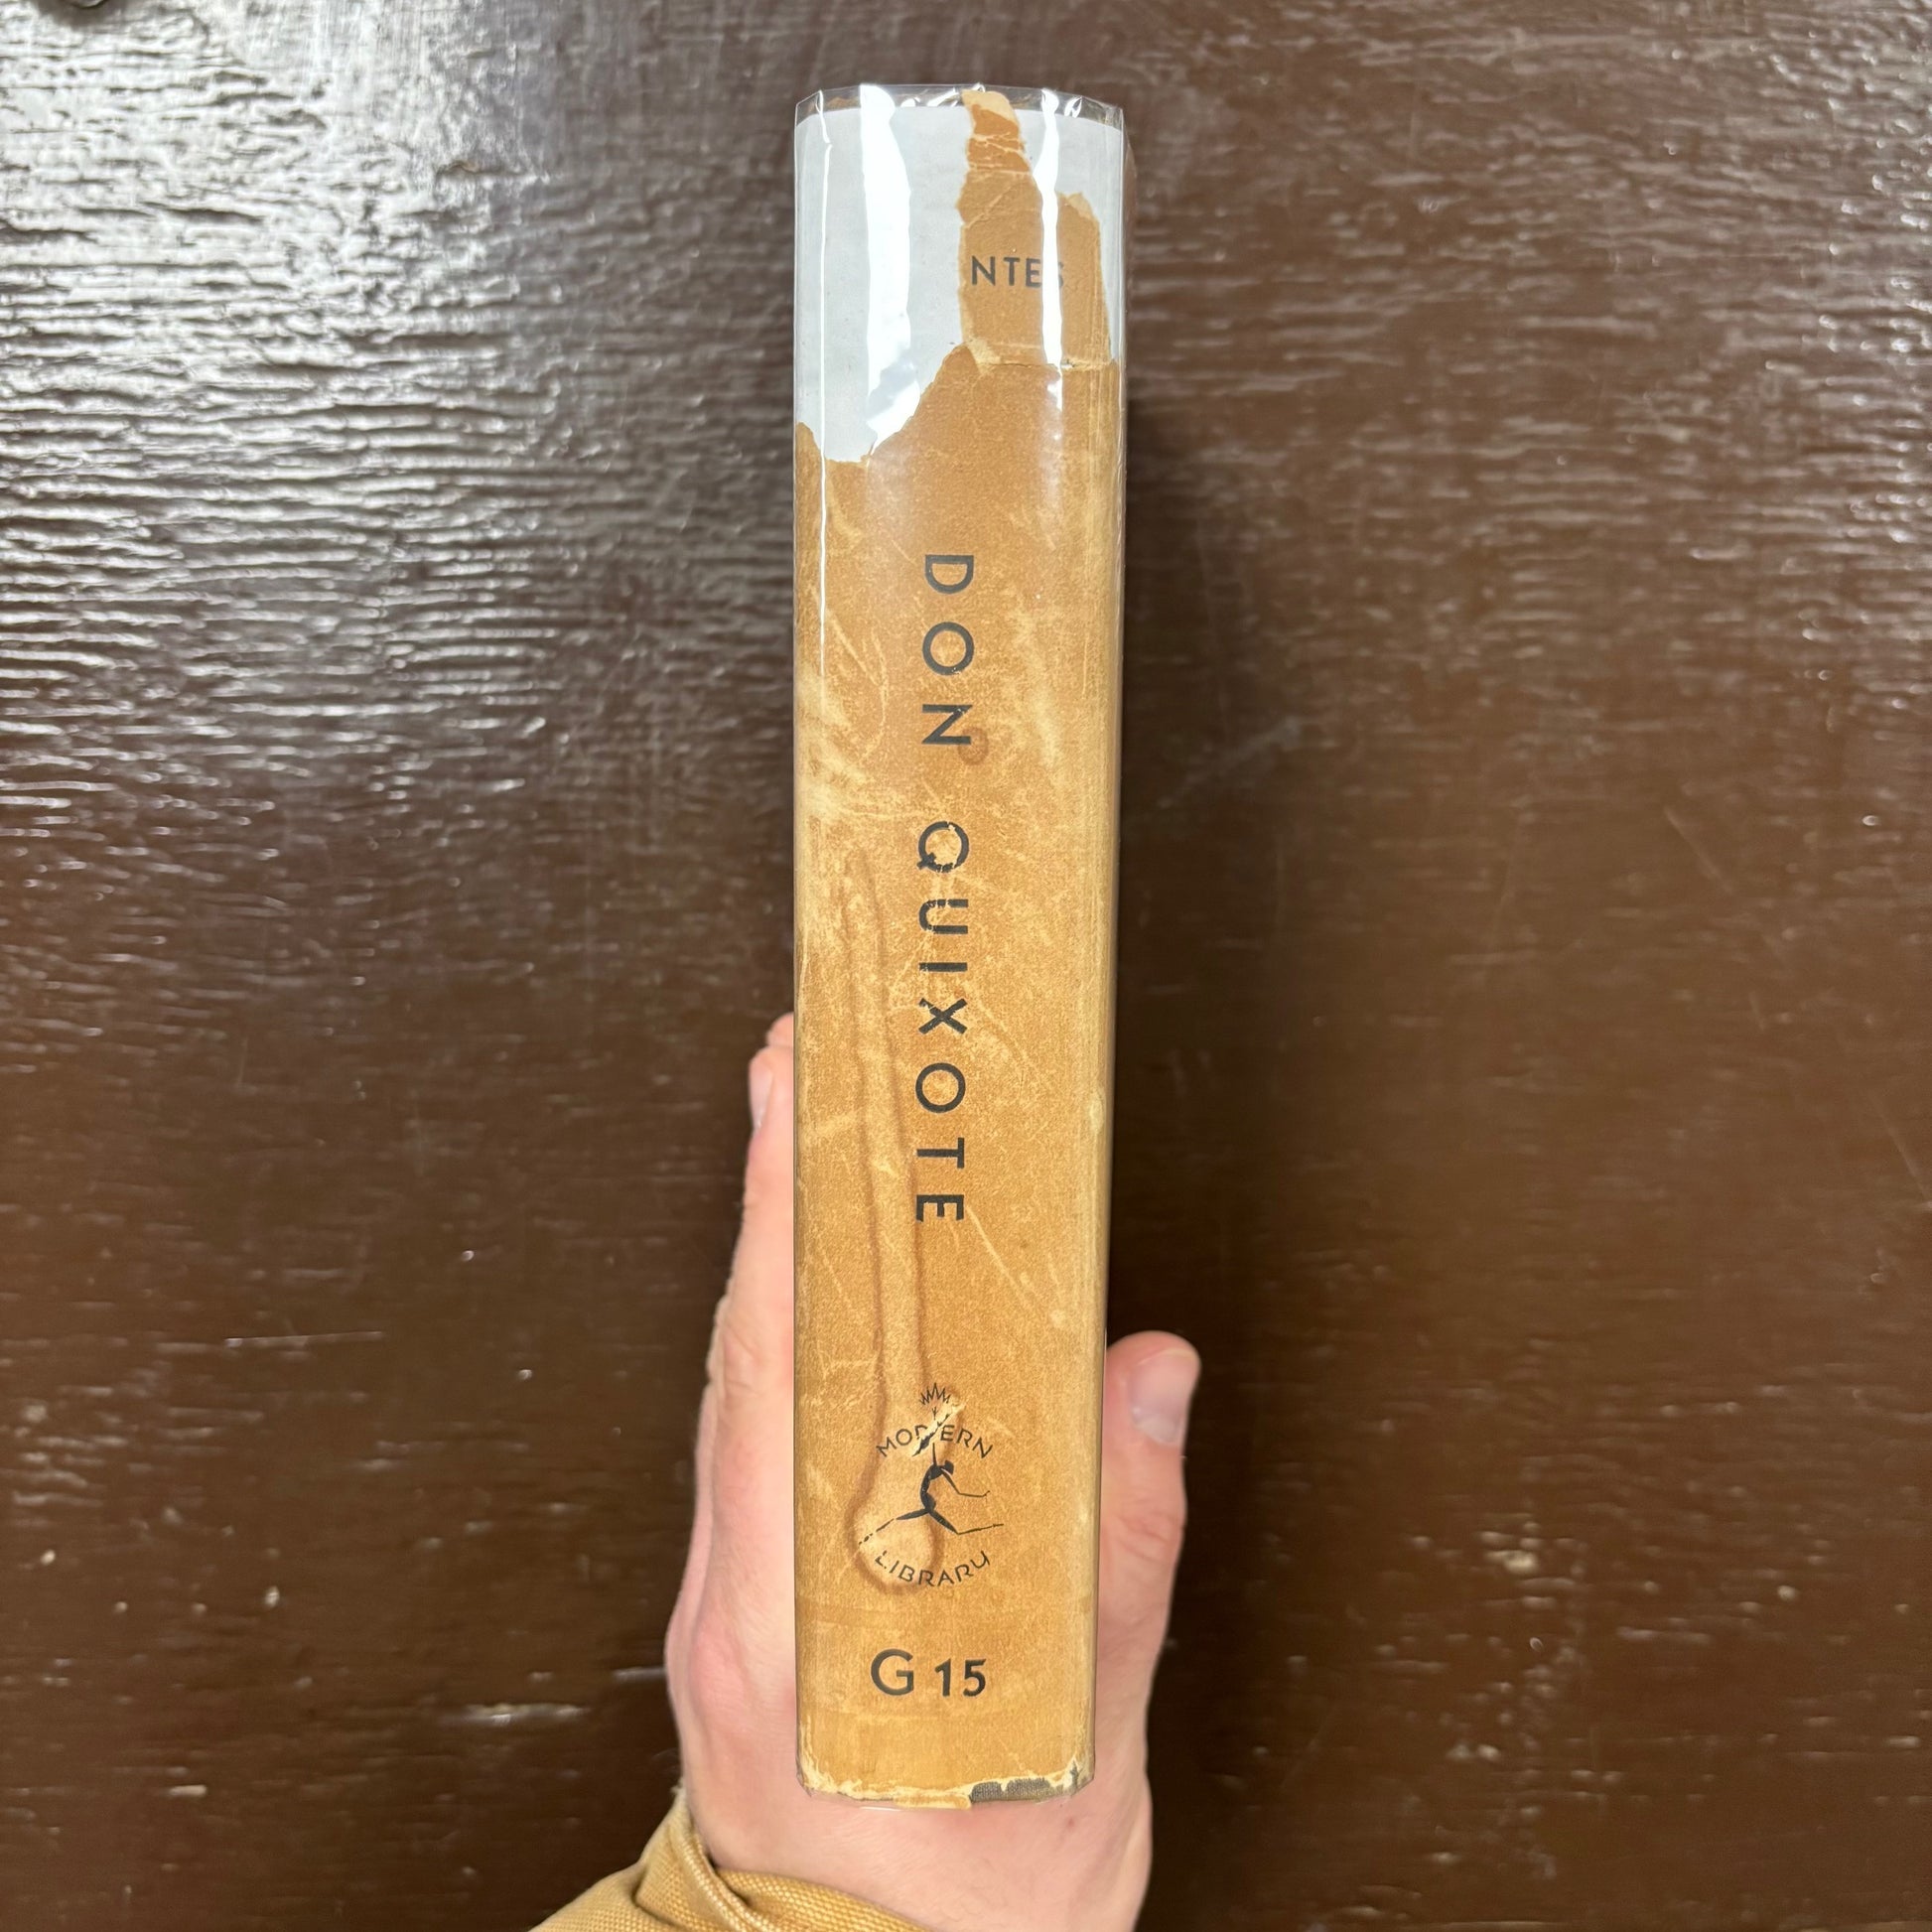 NTES
DON QUIXOTE
MODERN
LIBRARY
G 15